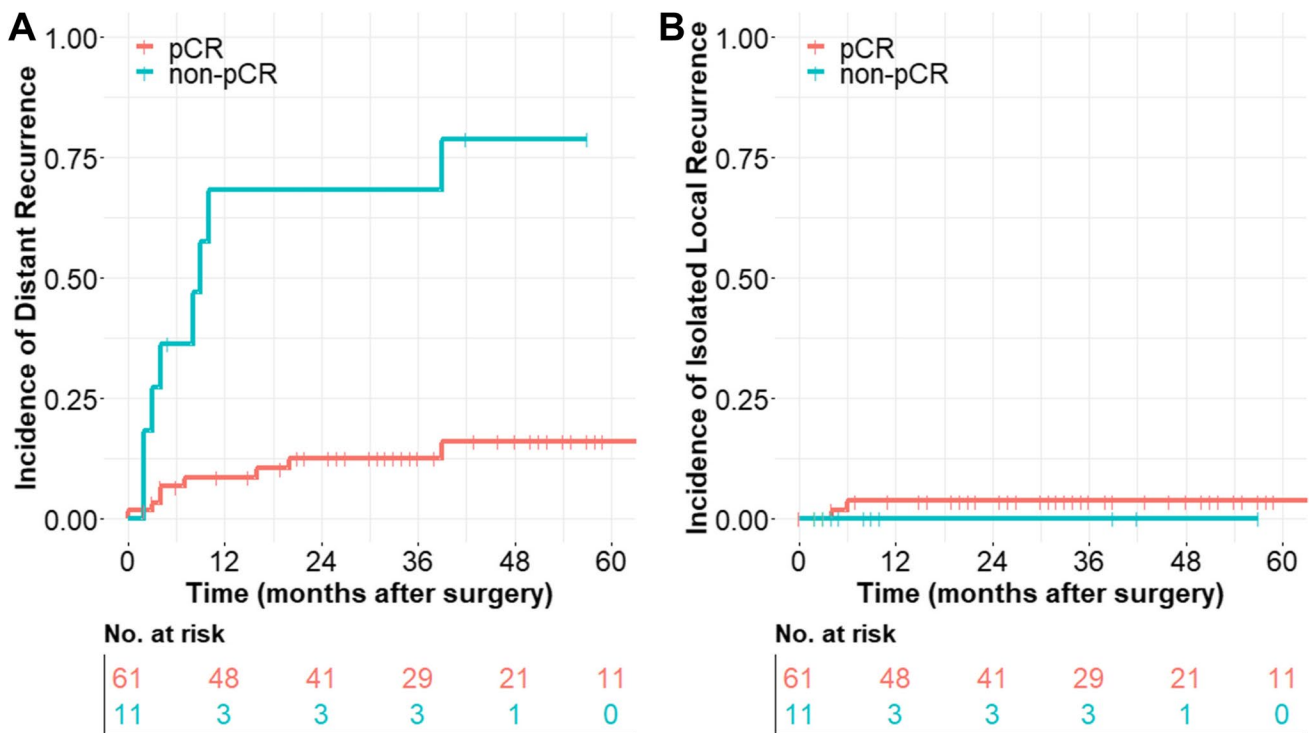 A
Incidence of Distant Recurrence
1.00
0.75
0.50
0.25
0.00
pCR
non-pCR
0 12 24 36 48 60
Time (months after surgery)
No. at risk
61 48 41 29 21 11
11 3 3 3 1 0
B
Incidence of Isolated Local Recurrence
1.00
0.75
0.50
0.25
0.00
pCR
non-pCR
0 12 24 36 48 60
Time (months after surgery)
No. at risk
61 48 41 29 21 11
11 3 3 3 1 0